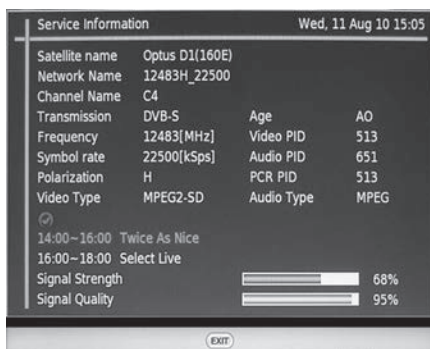 Service Information Wed, 11 Aug 10 15:05
Satellite name Optus D1(160E)
Network Name 12483H_22500
Channel Name C4
Transmission DVB-S Age AO
Frequency 12483[MHz] Video PID 513
Symbol rate 22500[kSps] Audio PID 651
Polarization H PCR PID 513
Video Type MPEG2-SD Audio Type MPEG
14:00~16:00 Twice As Nice
16:00~18:00 Select Live
Signal Strength 68%
Signal Quality 95%
EXIT